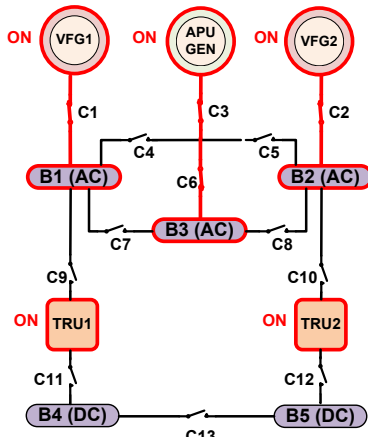 ON
VFG1
APU
GEN
ON
VFG2
ON
C1
C3
C2
C4
C5
C6
B1 (AC)
B2 (AC)
B3 (AC)
C7
C8
C9
C10
ON
TRU1
ON
TRU2
C11
C12
B4 (DC)
B5 (DC)
C13